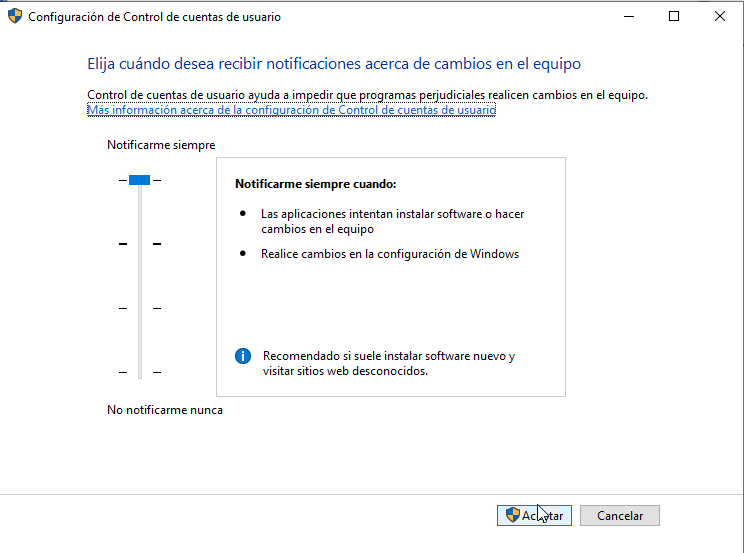 Configuración de Control de cuentas de usuario
Elija cuándo desea recibir notificaciones acerca de cambios en el equipo
Control de cuentas de usuario ayuda a impedir que programas perjudiciales realicen cambios en el equipo.
Más información acerca de la configuración de Control de cuentas de usuario
Notificarme siempre
Notificarme siempre cuando:
Las aplicaciones intentan instalar software o hacer
cambios en el equipo
Realice cambios en la configuración de Windows
Recomendado si suele instalar software nuevo y
visitar sitios web desconocidos.
No notificarme nunca
Aceptar
Cancelar